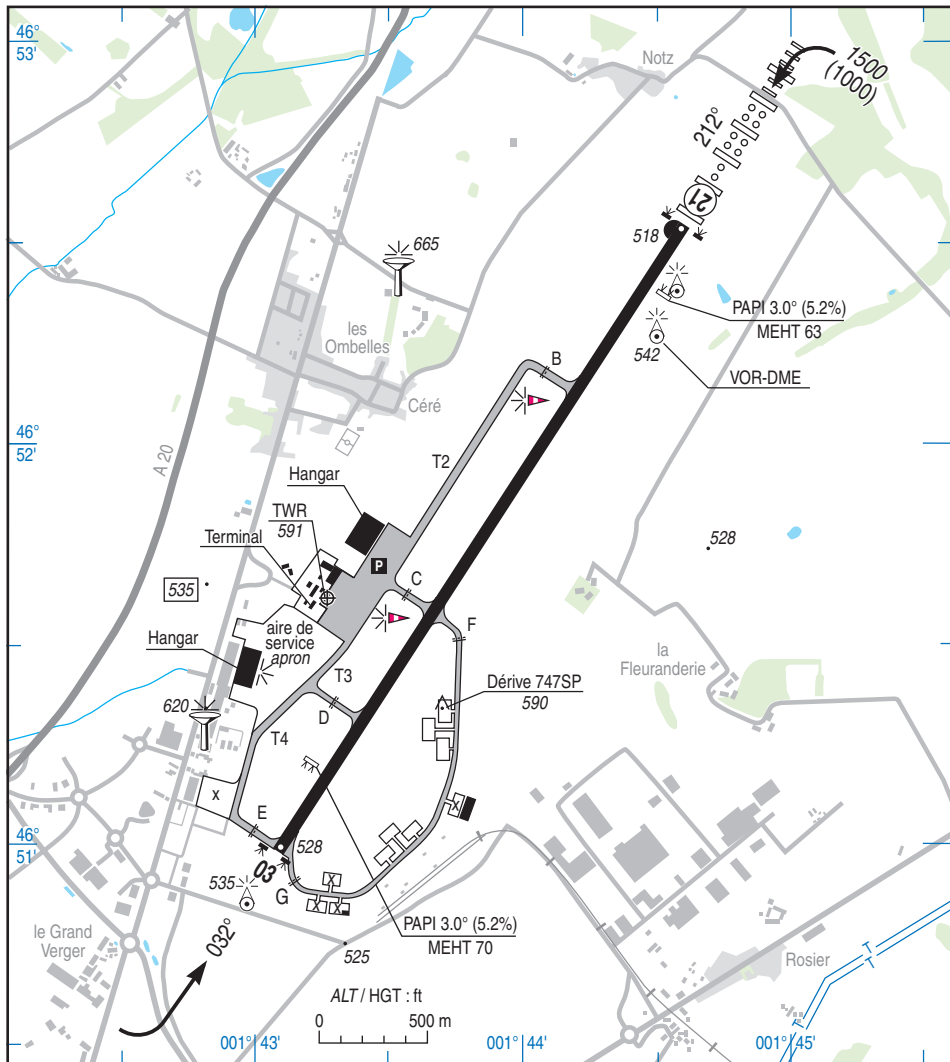 46°
53'
Notz
1500
(1000)
212°
21
518
665
PAPI 3.0° (5.2%)
MEHT 63
les
Ombelles
542
VOR-DME
B
Céré
46°
52'
A 20
T2
Hangar
TWR
591
Terminal
P
528
C
535
F
aire de
service
apron
Hangar
la
Fleuranderie
T3
Dérive 747SP
590
620
D
T4
x
E
X
46°
51'
528
03
535
G
X
X
X
PAPI 3.0° (5.2%)
MEHT 70
032°
le Grand
Verger
525
Rosier
ALT / HGT : ft
0 500 m
001° 43'
001° 44'
001° 45'